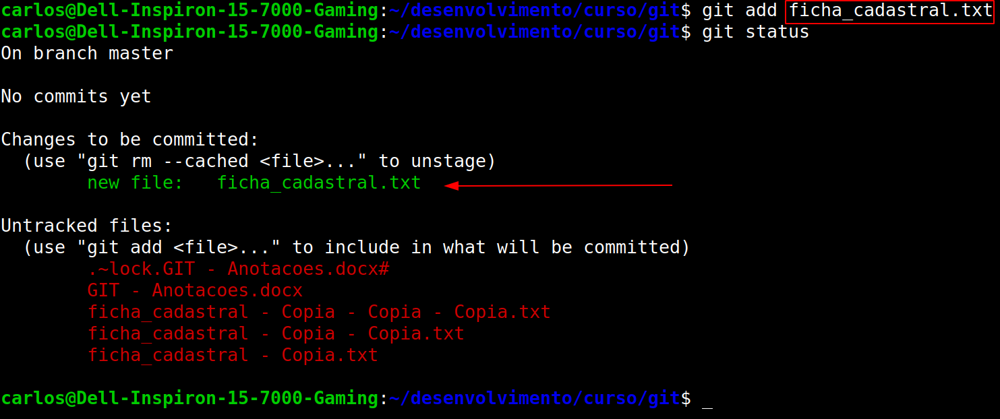 carlos@Dell-Inspiron-15-7000-Gaming:~/desenvolvimento/curso/git$ git add ficha_cadastral.txt
carlos@Dell-Inspiron-15-7000-Gaming:~/desenvolvimento/curso/git$ git status
On branch master
No commits yet
Changes to be committed:
  (use "git rm --cached <file>..." to unstage)
        new file:   ficha_cadastral.txt
Untracked files:
  (use "git add <file>..." to include in what will be committed)
        .~lock.GIT - Anotacoes.docx#
        GIT - Anotacoes.docx
        ficha_cadastral - Copia - Copia - Copia.txt
        ficha_cadastral - Copia - Copia.txt
        ficha_cadastral - Copia.txt
carlos@Dell-Inspiron-15-7000-Gaming:~/desenvolvimento/curso/git$ _